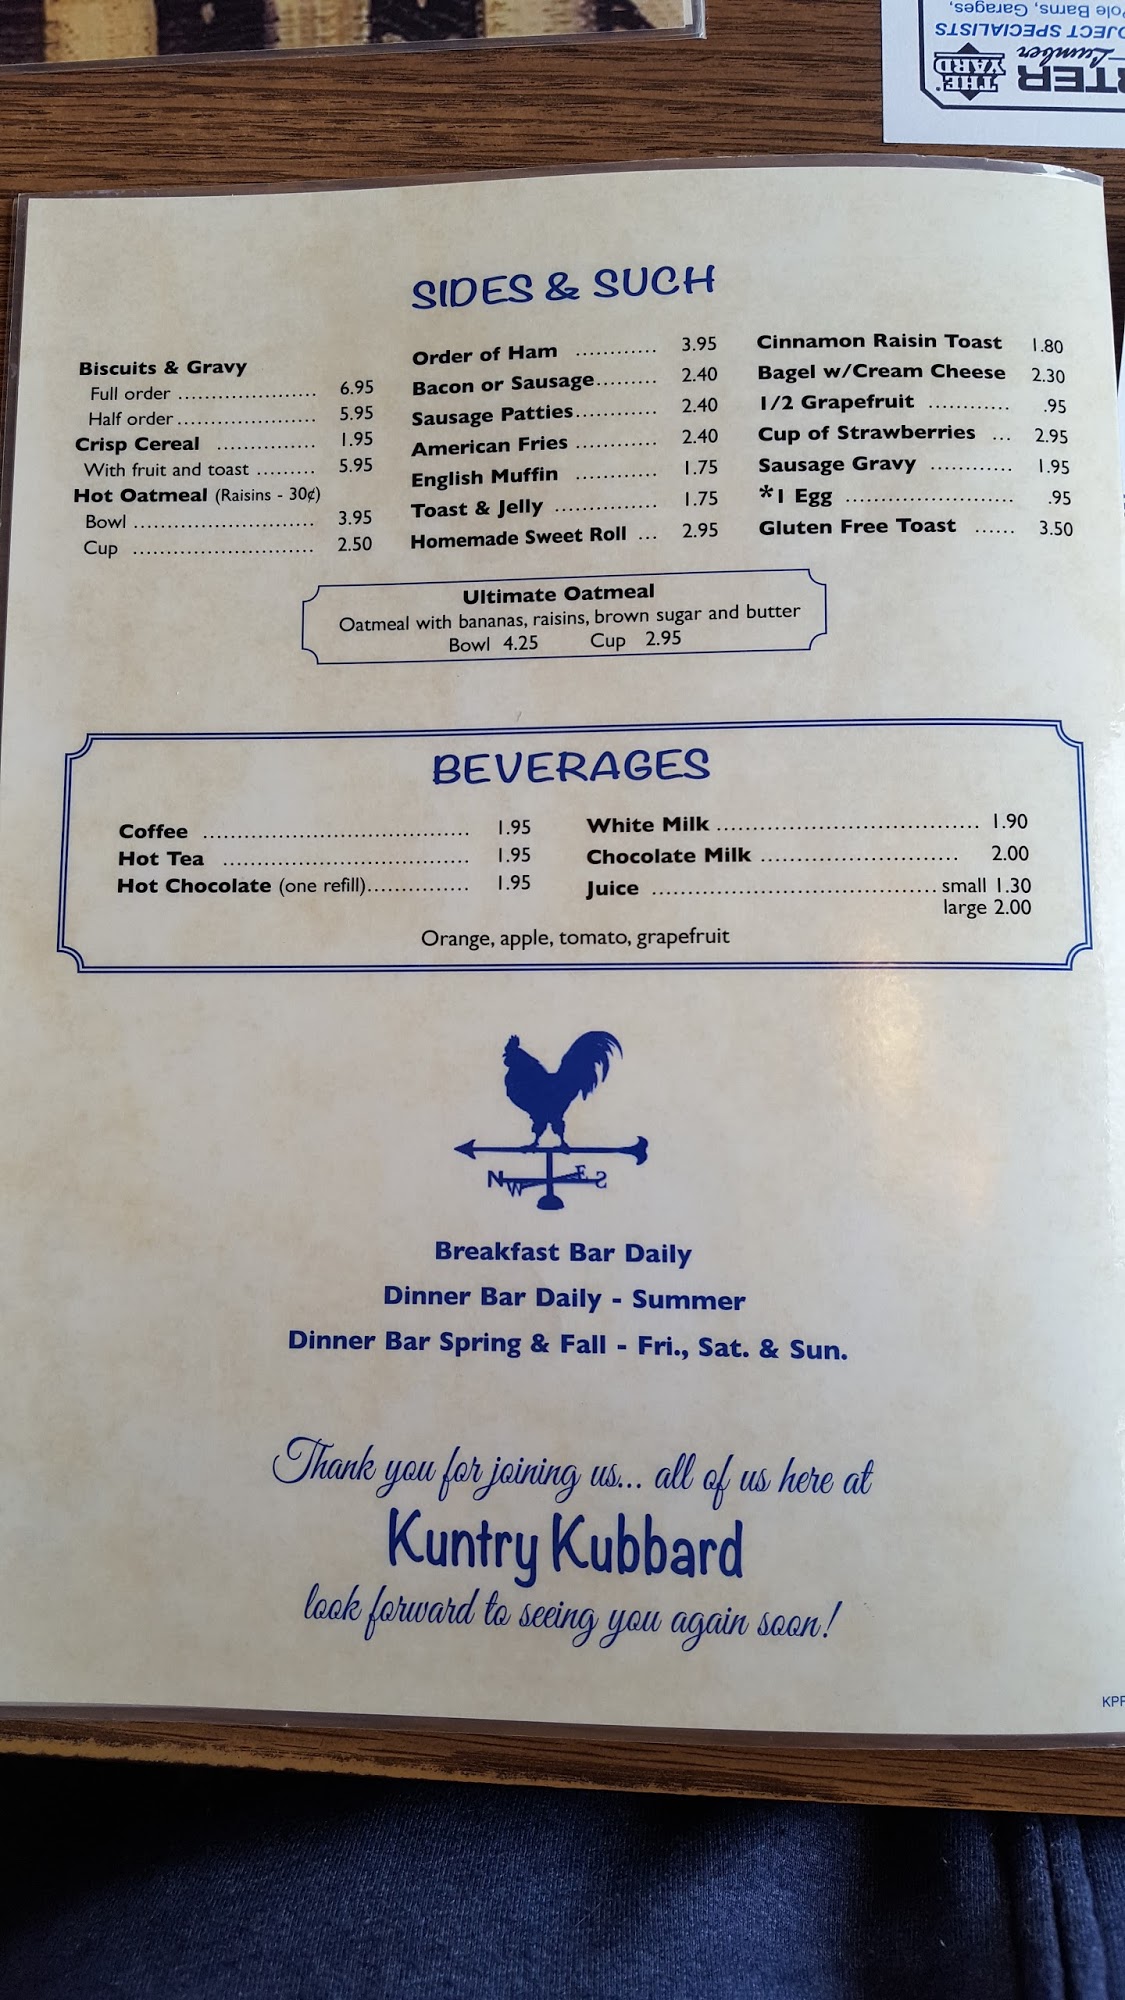 THE
YARD
RTER
Lumber
JECT SPECIALISTS
ole Barns, Garages,
SIDES & SUCH
Biscuits & Gravy
Full order ..................... 6.95
Half order ..................... 5.95
Crisp Cereal ............... 1.95
With fruit and toast ......... 5.95
Hot Oatmeal (Raisins - 30¢)
Bowl ............................ 3.95
Cup ............................ 2.50
Order of Ham ............ 3.95
Bacon or Sausage......... 2.40
Sausage Patties............ 2.40
American Fries ............ 2.40
English Muffin ............ 1.75
Toast & Jelly ............... 1.75
Homemade Sweet Roll ... 2.95
Cinnamon Raisin Toast 1.80
Bagel w/Cream Cheese 2.30
1/2 Grapefruit ............ .95
Cup of Strawberries ... 2.95
Sausage Gravy ............ 1.95
*1 Egg ........................ .95
Gluten Free Toast ...... 3.50
Ultimate Oatmeal
Oatmeal with bananas, raisins, brown sugar and butter
Bowl 4.25 Cup 2.95
BEVERAGES
Coffee ....................................... 1.95
Hot Tea ..................................... 1.95
Hot Chocolate (one refill)............... 1.95
White Milk ....................................... 1.90
Chocolate Milk ............................. 2.00
Juice .......................................... small 1.30
large 2.00
Orange, apple, tomato, grapefruit
N W E S
Breakfast Bar Daily
Dinner Bar Daily - Summer
Dinner Bar Spring & Fall - Fri., Sat. & Sun.
Thank you for joining us... all of us here at
Kuntry Kubbard
look forward to seeing you again soon!